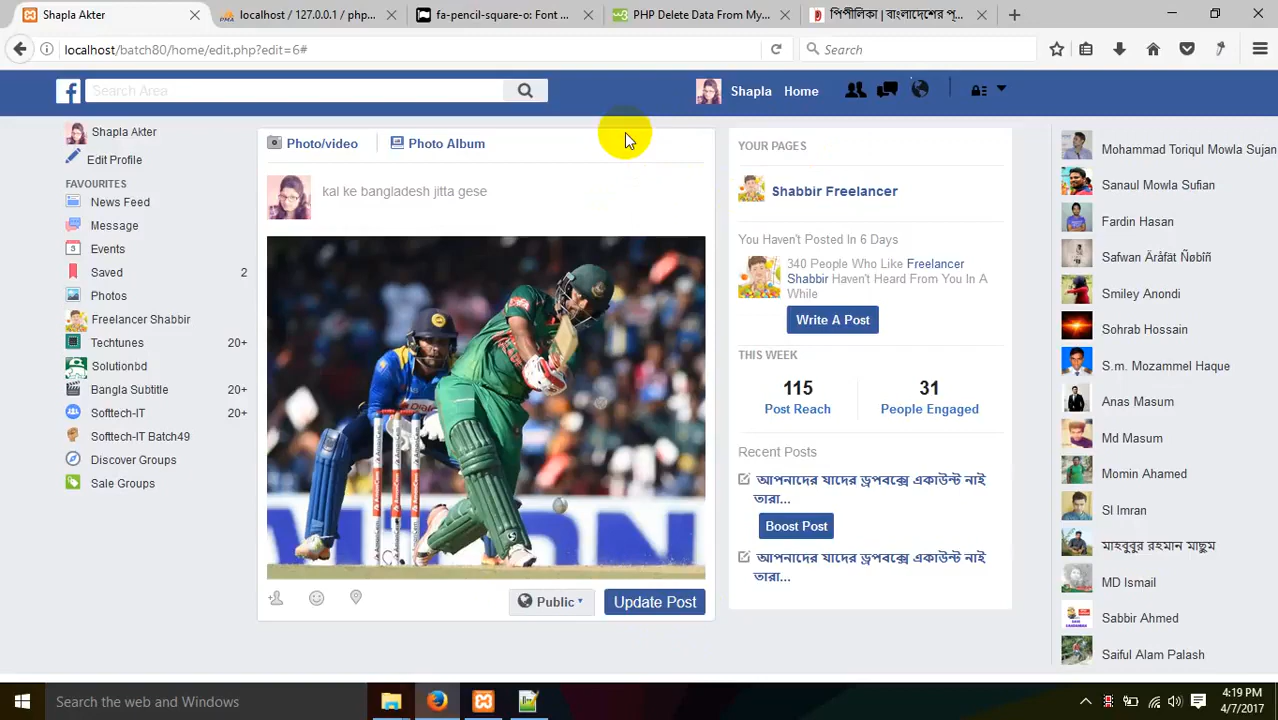 Shapla Akter
localhost / 127.0.0.1 / php
fa-pencil-square-o: Font
PHP Delete Data From My...
পিপীলিকা | বাংলাদেশের প্...
localhost/batch80/home/edit.php?edit=6#
Search
Search Area
Shapla
Home
Shapla Akter
Edit Profile
FAVOURITES
News Feed
Message
Events
Saved 2
Photos
Freelancer Shabbir
Techtunes 20+
Solutionbd
Bangla Subtitle 20+
Softtech-IT 20+
Softtech-IT Batch49
Discover Groups
Sale Groups
Photo/video
Photo Album
kal ke bangladesh jitta gese
Public
Update Post
YOUR PAGES
Shabbir Freelancer
You Haven't Posted In 6 Days
340 People Who Like Freelancer
Shabbir Haven't Heard From You In A
While
Write A Post
THIS WEEK
115 31
Post Reach People Engaged
Recent Posts
আপনাদের যাদের ড্রপবক্সে একাউন্ট নাই
তারা...
Boost Post
আপনাদের যাদের ড্রপবক্সে একাউন্ট নাই
তারা...
Mohammad Toriqul Mowla Sujan
Sanaul Mowla Sufian
Fardin Hasan
Safwan Äråfát Ñøbîñ
Smiley Anondi
Sohrab Hossain
S.m. Mozammel Haque
Anas Masum
Md Masum
Momin Ahamed
SI Imran
মাহবুবুর রহমান মাছুম
MD Ismail
Sabbir Ahmed
Saiful Alam Palash
Search the web and Windows
4:19 PM
4/7/2017